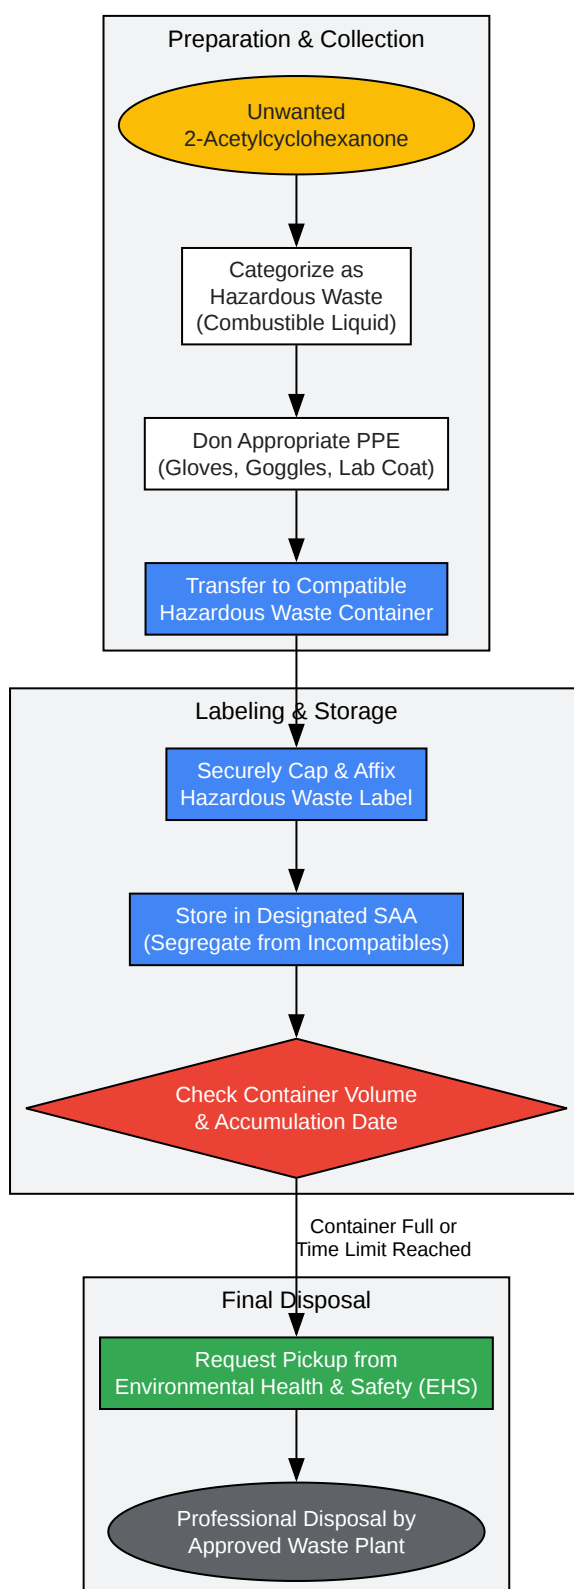 Preparation & Collection
Unwanted
2-Acetylcyclohexanone
Categorize as
Hazardous Waste
(Combustible Liquid)
Don Appropriate PPE
(Gloves, Goggles, Lab Coat)
Transfer to Compatible
Hazardous Waste Container
Labeling & Storage
Securely Cap & Affix
Hazardous Waste Label
Store in Designated SAA
(Segregate from Incompatibles)
Check Container Volume
& Accumulation Date
Container Full or
Time Limit Reached
Final Disposal
Request Pickup from
Environmental Health & Safety (EHS)
Professional Disposal by
Approved Waste Plant